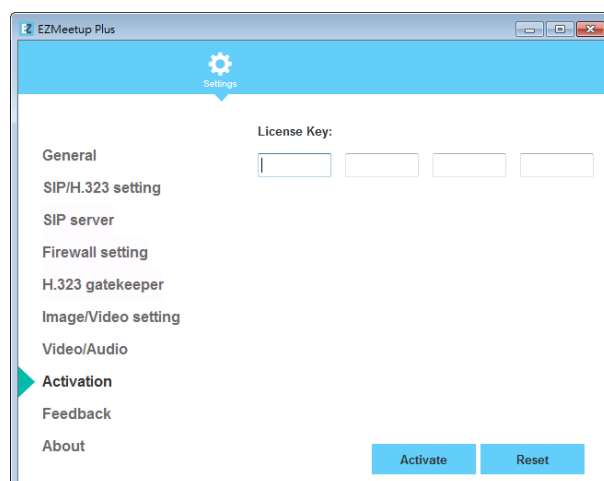 EZ EZMeetup Plus
Settings
License Key:
General
SIP/H.323 setting
SIP server
Firewall setting
H.323 gatekeeper
Image/Video setting
Video/Audio
Activation
Feedback
About
Activate Reset